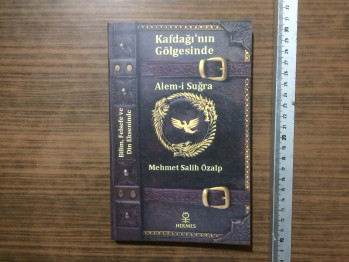 Kafdağı'nın
Gölgesinde
Alem-i Suğra
Mehmet Salih Özalp
HERMES
Bilim, Felsefe ve
Din Ekseninde